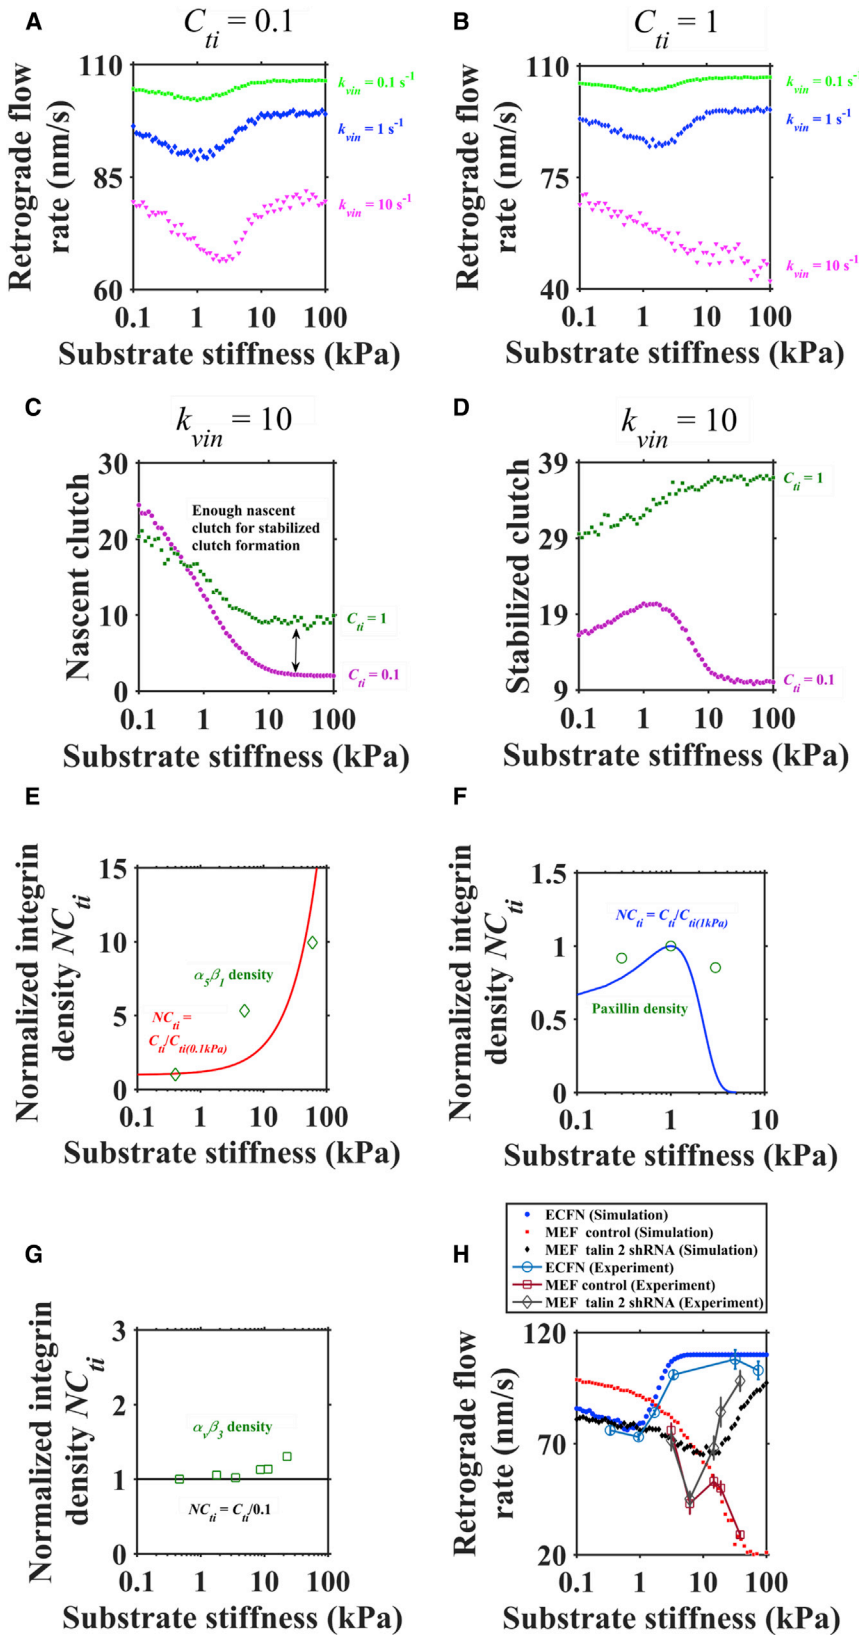 A
C_ti = 0.1
Retrograde flow
rate (nm/s)
110
85
60
k_vin = 0.1 s⁻¹
k_vin = 1 s⁻¹
k_vin = 10 s⁻¹
0.1 1 10 100
Substrate stiffness (kPa)
B
C_ti = 1
Retrograde flow
rate (nm/s)
110
75
40
k_vin = 0.1 s⁻¹
k_vin = 1 s⁻¹
k_vin = 10 s⁻¹
0.1 1 10 100
Substrate stiffness (kPa)
C
k_vin = 10
Nascent clutch
30
20
10
0
Enough nascent
clutch for stabilized
clutch formation
C_ti = 1
C_ti = 0.1
0.1 1 10 100
Substrate stiffness (kPa)
D
k_vin = 10
Stabilized clutch
39
29
19
9
C_ti = 1
C_ti = 0.1
0.1 1 10 100
Substrate stiffness (kPa)
E
Normalized integrin
density NC_ti
15
10
5
0
α₅β₁ density
NC_ti =
C_ti/C_ti(0.1kPa)
0.1 1 10 100
Substrate stiffness (kPa)
F
Normalized integrin
density NC_ti
1.5
1
0.5
0
NC_ti = C_ti/C_ti(1kPa)
Paxillin density
0.1 1 10
Substrate stiffness (kPa)
G
Normalized integrin
density NC_ti
3
2
1
0
α_vβ₃ density
NC_ti = C_ti/0.1
0.1 1 10 100
Substrate stiffness (kPa)
H
ECFN (Simulation)
MEF control (Simulation)
MEF talin 2 shRNA (Simulation)
ECFN (Experiment)
MEF control (Experiment)
MEF talin 2 shRNA (Experiment)
Retrograde flow
rate (nm/s)
120
70
20
0.1 1 10 100
Substrate stiffness (kPa)